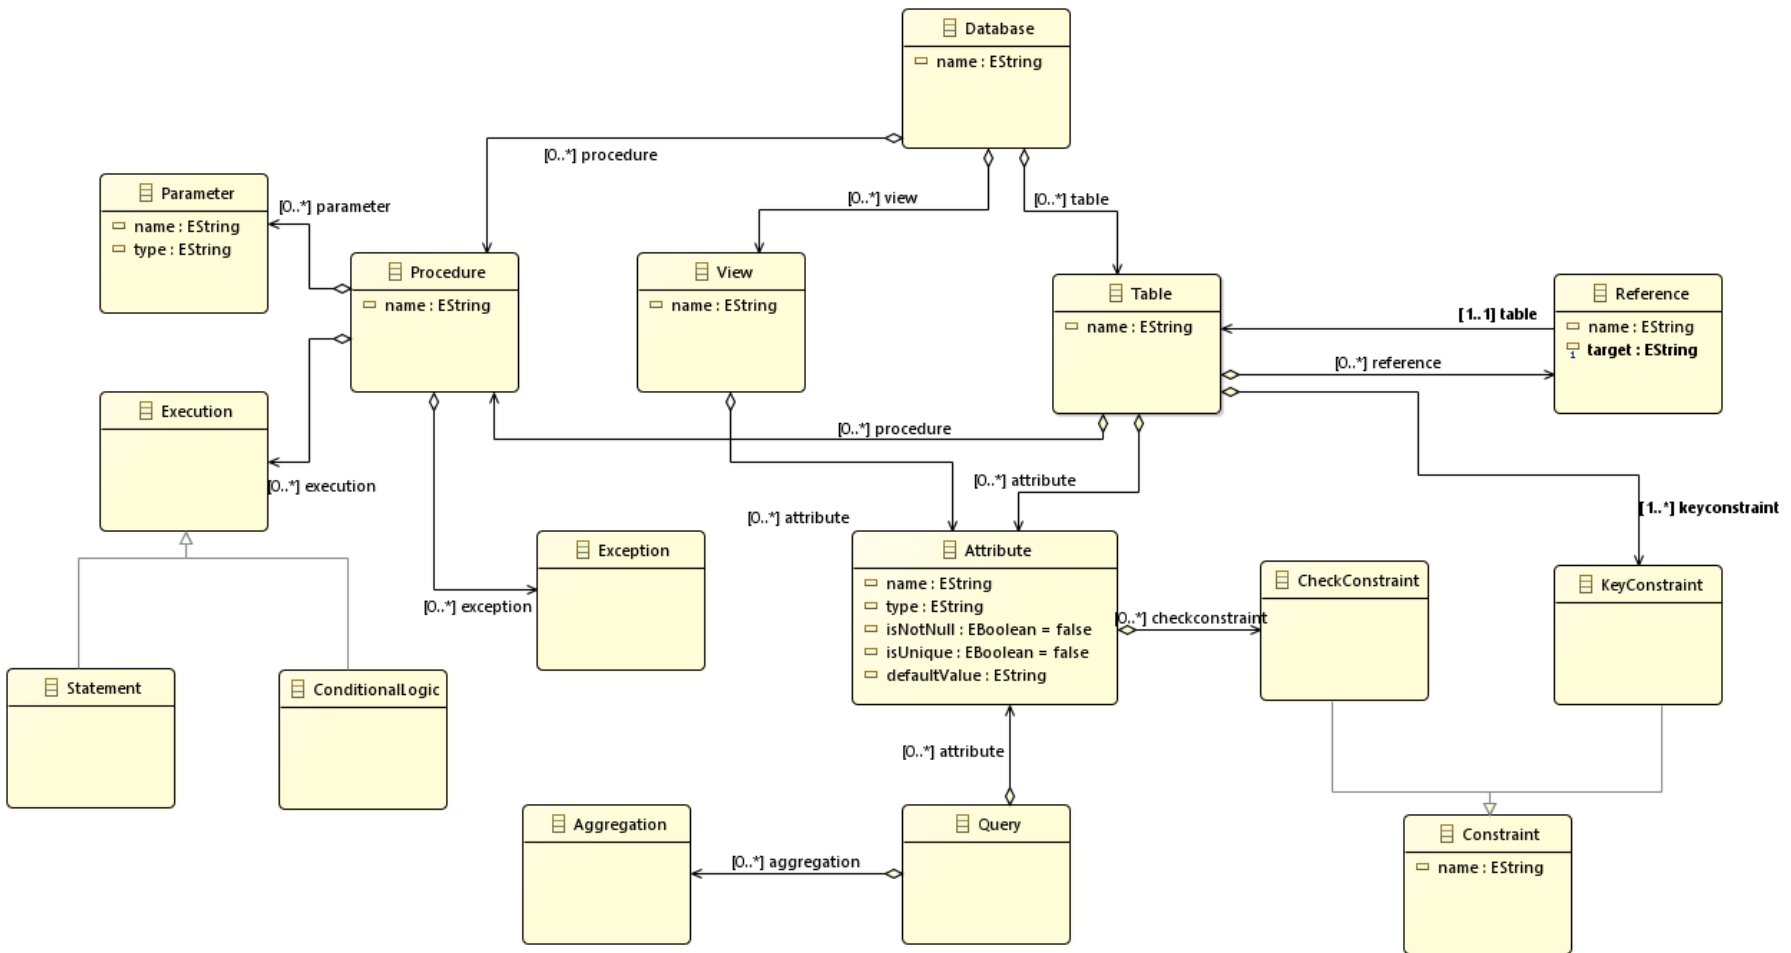 Database
name : EString
[0..*] procedure
[0..*] view
[0..*] table
Parameter
name : EString
type : EString
[0..*] parameter
Procedure
name : EString
View
name : EString
Table
name : EString
[1..1] table
[0..*] reference
Reference
name : EString
target : EString
Execution
[0..*] execution
[0..*] procedure
[0..*] attribute
[0..*] attribute
[1..*] keyconstraint
Exception
[0..*] exception
Attribute
name : EString
type : EString
isNotNull : EBoolean = false
isUnique : EBoolean = false
defaultValue : EString
[0..*] checkconstraint
CheckConstraint
KeyConstraint
Statement
ConditionalLogic
[0..*] attribute
Aggregation
[0..*] aggregation
Query
Constraint
name : EString